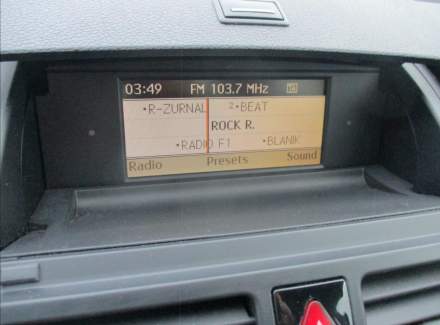 03:49 FM 103.7 MHz
•R-ZURNAL 2•BEAT
ROCK R.
•RADIO F1 •BLANIK
Radio Presets Sound